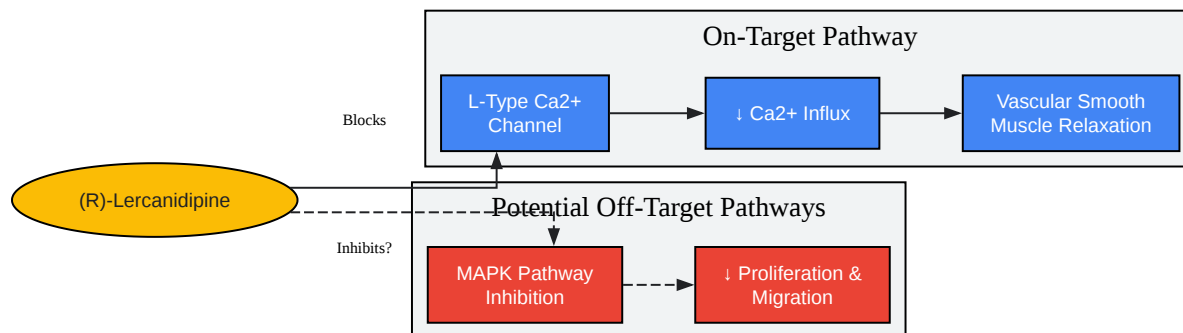 On-Target Pathway
L-Type Ca2+
Channel
↓ Ca2+ Influx
Vascular Smooth
Muscle Relaxation
Blocks
(R)-Lercanidipine
Potential Off-Target Pathways
Inhibits?
MAPK Pathway
Inhibition
↓ Proliferation &
Migration